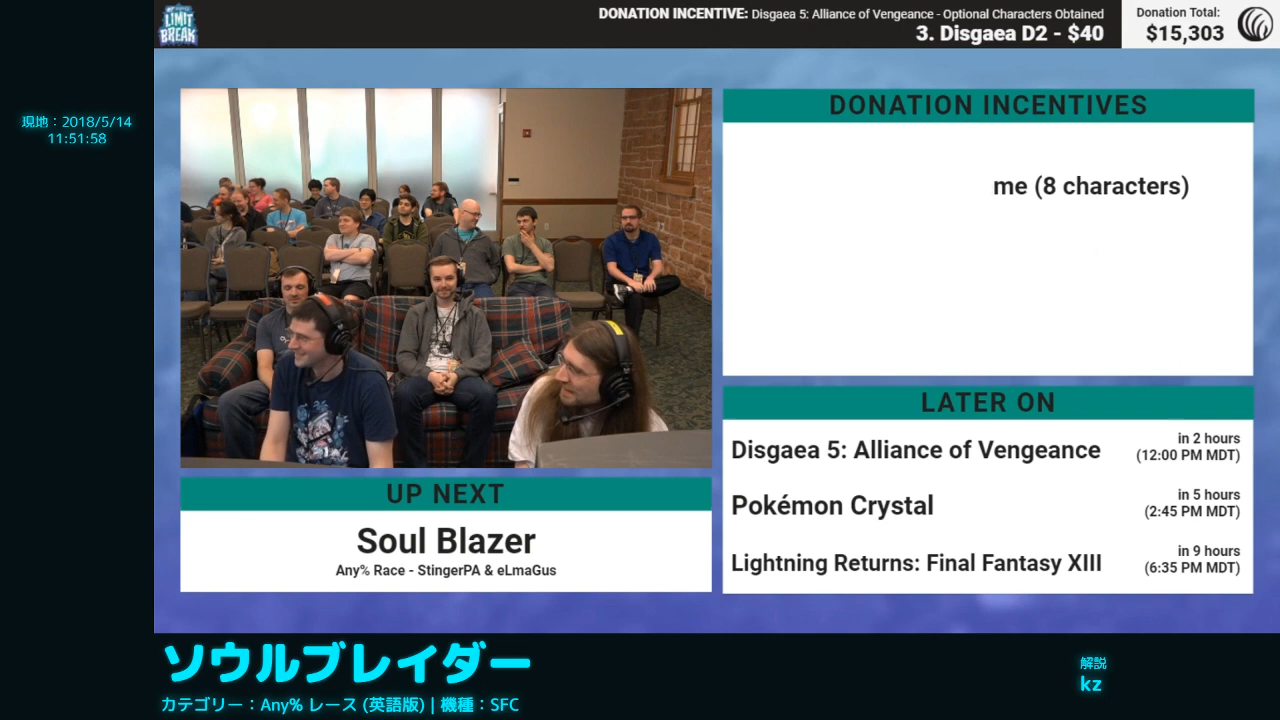 LIMIT
BREAK
DONATION INCENTIVE: Disgaea 5: Alliance of Vengeance - Optional Characters Obtained
3. Disgaea D2 - $40
Donation Total:
$15,303
現地：2018/5/14
11:51:58
DONATION INCENTIVES
me (8 characters)
UP NEXT
Soul Blazer
Any% Race - StingerPA & eLmaGus
LATER ON
Disgaea 5: Alliance of Vengeance
in 2 hours
(12:00 PM MDT)
Pokémon Crystal
in 5 hours
(2:45 PM MDT)
Lightning Returns: Final Fantasy XIII
in 9 hours
(6:35 PM MDT)
ソウルブレイダー
カテゴリー：Any% レース (英語版) | 機種：SFC
解説
kz